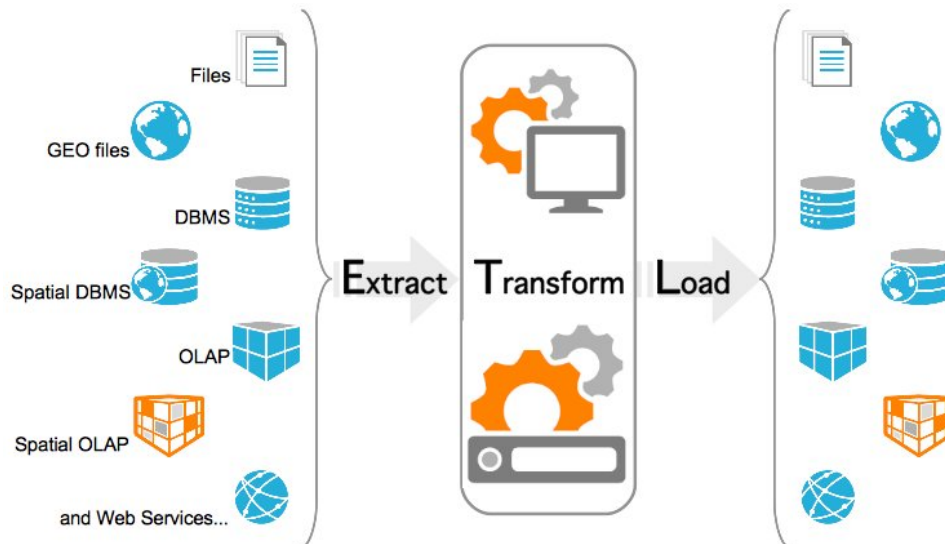 Files
GEO files
DBMS
Spatial DBMS
Extract Transform Load
OLAP
Spatial OLAP
and Web Services...